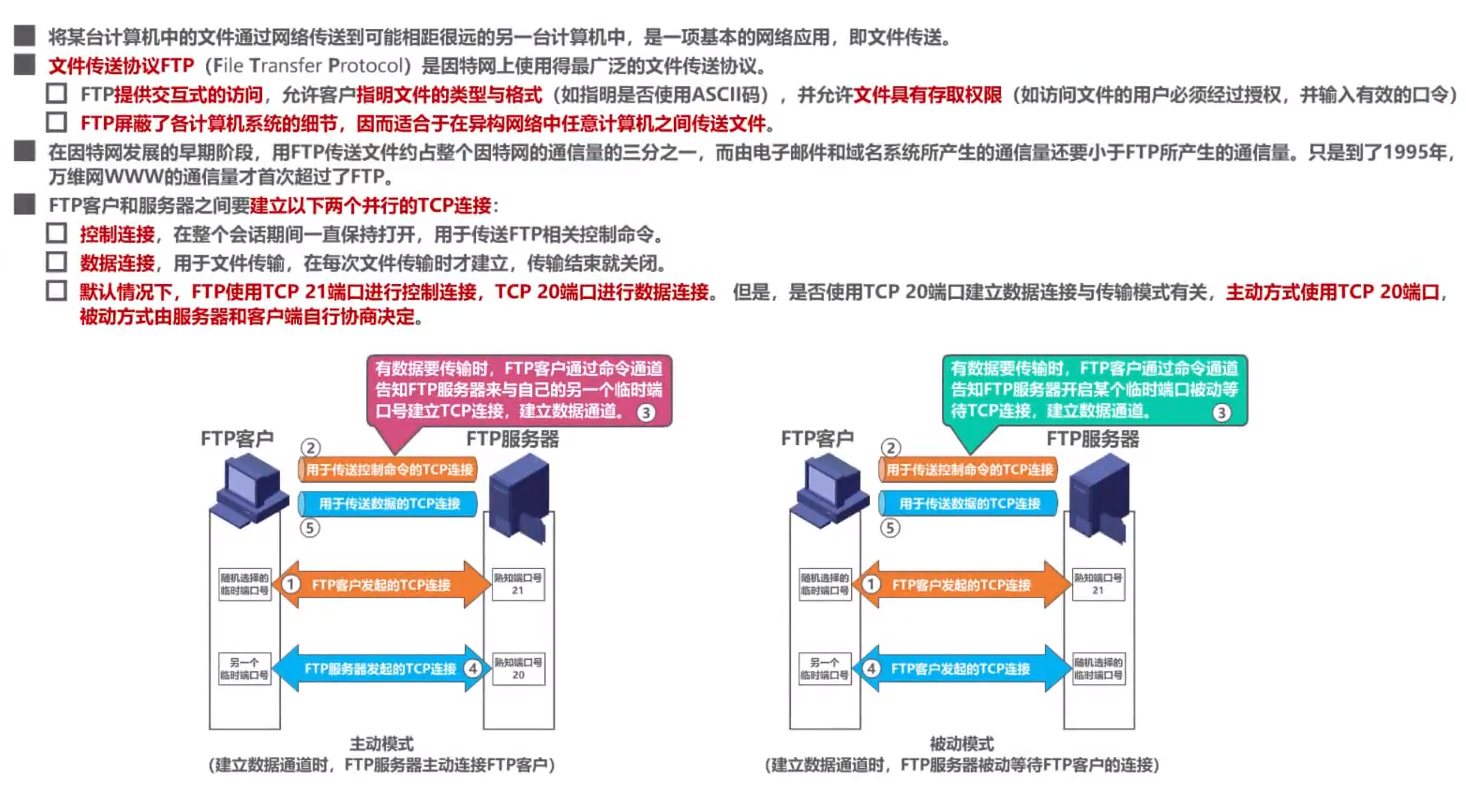 将某台计算机中的文件通过网络传送到可能相距很远的另一台计算机中，是一项基本的网络应用，即文件传送。
文件传送协议FTP（File Transfer Protocol）是因特网上使用得最广泛的文件传送协议。
FTP提供交互式的访问，允许客户指明文件的类型与格式（如指明是否使用ASCII码），并允许文件具有存取权限（如访问文件的用户必须经过授权，并输入有效的口令）
FTP屏蔽了各计算机系统的细节，因而适合于在异构网络中任意计算机之间传送文件。
在因特网发展的早期阶段，用FTP传送文件约占整个因特网的通信量的三分之一，而由电子邮件和域名系统所产生的通信量还要小于FTP所产生的通信量。只是到了1995年，
万维网WWW的通信量才首次超过了FTP。
FTP客户和服务器之间要建立以下两个并行的TCP连接：
控制连接，在整个会话期间一直保持打开，用于传送FTP相关控制命令。
数据连接，用于文件传输，在每次文件传输时才建立，传输结束就关闭。
默认情况下，FTP使用TCP 21端口进行控制连接，TCP 20端口进行数据连接。 但是，是否使用TCP 20端口建立数据连接与传输模式有关，主动方式使用TCP 20端口，
被动方式由服务器和客户端自行协商决定。
有数据要传输时，FTP客户通过命令通道
告知FTP服务器来与自己的另一个临时端
口号建立TCP连接，建立数据通道。 ③
FTP客户
FTP服务器
②
用于传送控制命令的TCP连接
用于传送数据的TCP连接
⑤
随机选择的
临时端口号
① FTP客户发起的TCP连接
熟知端口号
21
另一个
临时端口号
FTP服务器发起的TCP连接 ④
熟知端口号
20
主动模式
（建立数据通道时，FTP服务器主动连接FTP客户）
有数据要传输时，FTP客户通过命令通道
告知FTP服务器开启某个临时端口被动等
待TCP连接，建立数据通道。 ③
FTP客户
FTP服务器
②
用于传送控制命令的TCP连接
用于传送数据的TCP连接
⑤
随机选择的
临时端口号
① FTP客户发起的TCP连接
熟知端口号
21
另一个
临时端口号
④ FTP客户发起的TCP连接
随机选择的
临时端口号
被动模式
（建立数据通道时，FTP服务器被动等待FTP客户的连接）